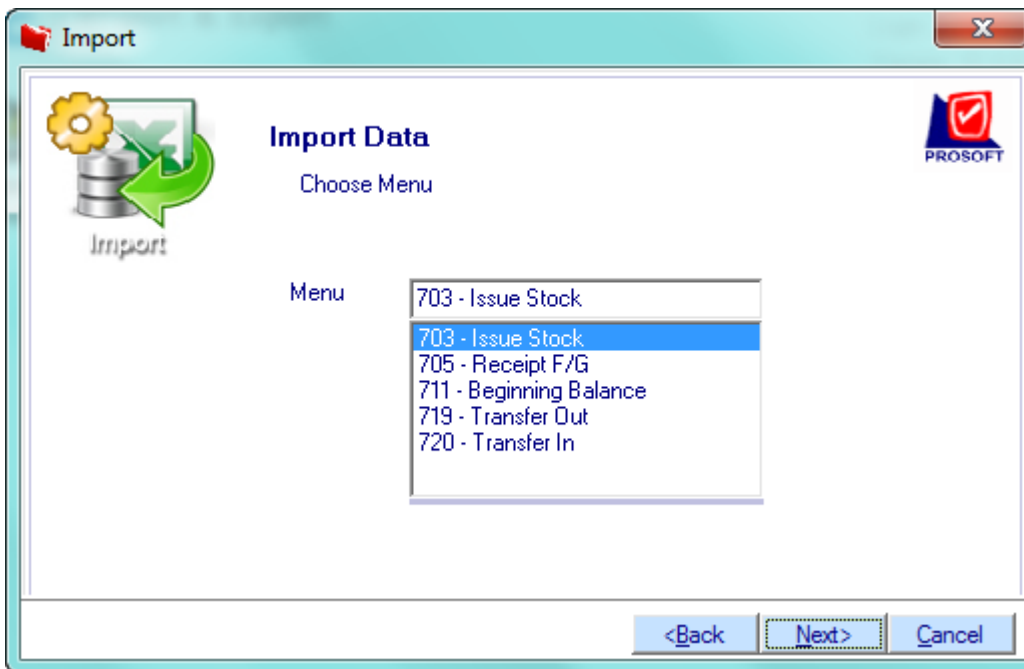 Import
Import Data
Choose Menu
PROSOFT
Import
Menu
703 - Issue Stock
703 - Issue Stock
705 - Receipt F/G
711 - Beginning Balance
719 - Transfer Out
720 - Transfer In
<Back
Next>
Cancel